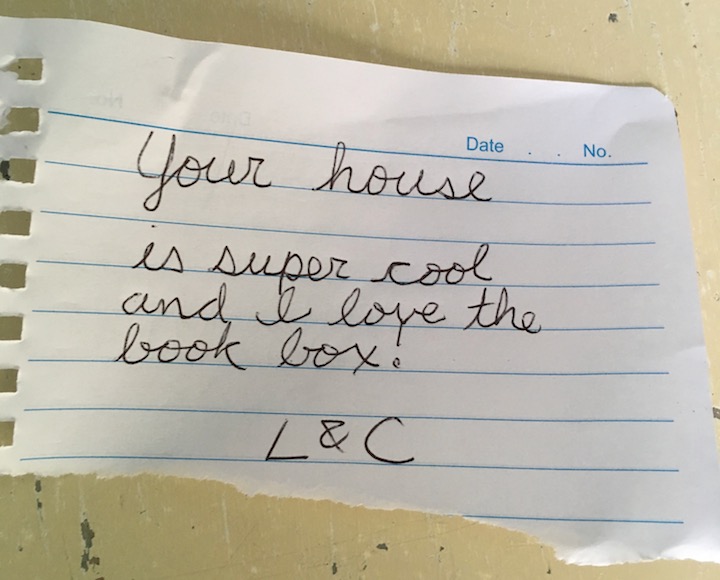 Date . . No.
Your house
is super cool
and I love the
book box.
L & C